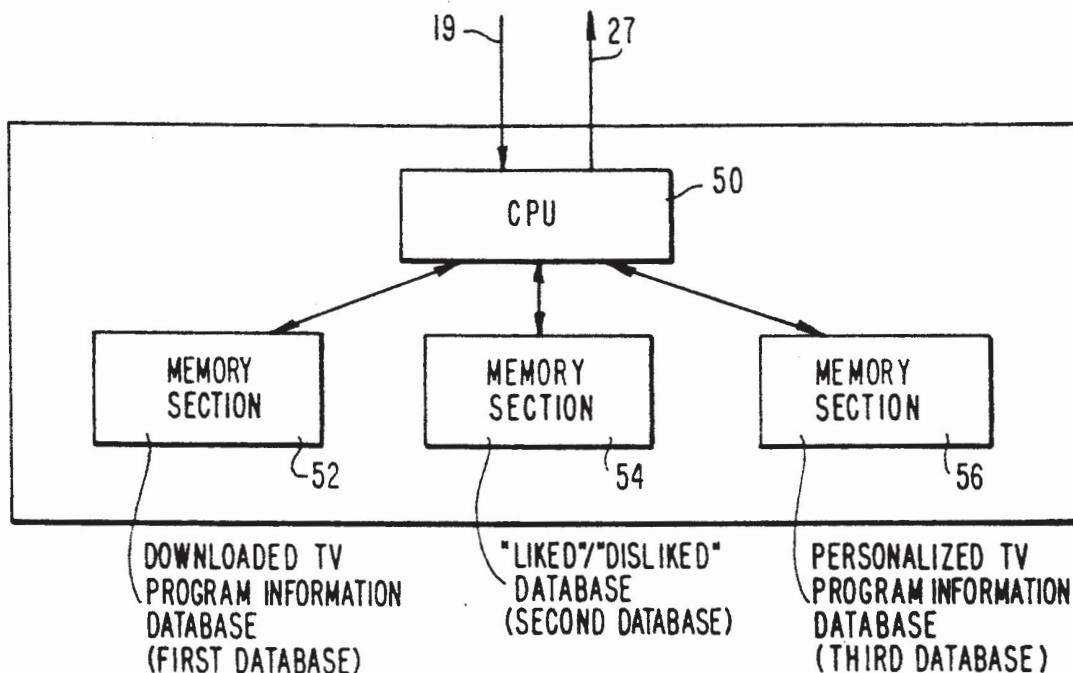 19
27
CPU
50
MEMORY
SECTION
52
MEMORY
SECTION
54
MEMORY
SECTION
56
DOWNLOADED TV
PROGRAM INFORMATION
DATABASE
(FIRST DATABASE)
"LIKED"/"DISLIKED"
DATABASE
(SECOND DATABASE)
PERSONALIZED TV
PROGRAM INFORMATION
DATABASE
(THIRD DATABASE)